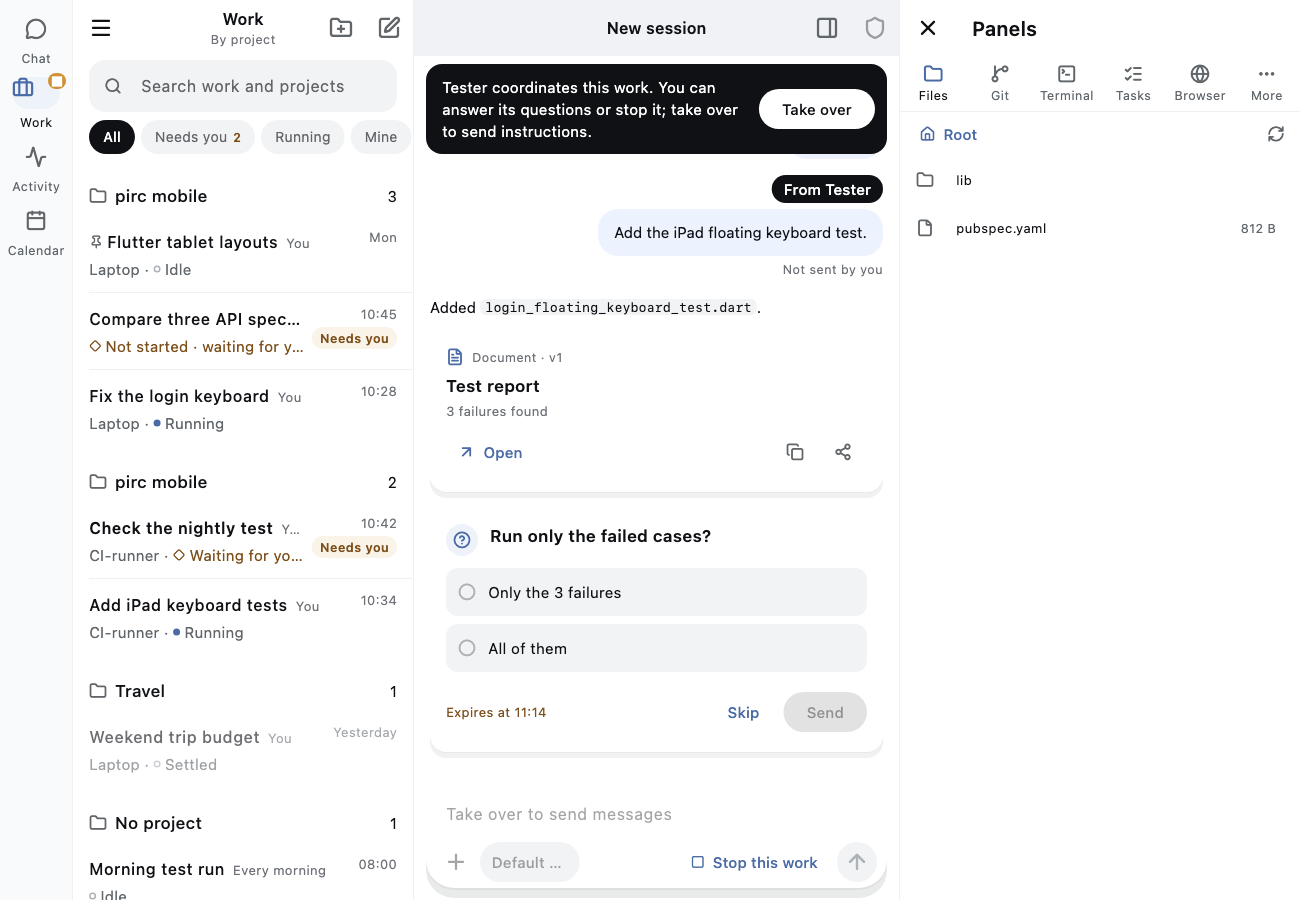 Chat
Work
Activity
Calendar
Work
By project
Search work and projects
All
Needs you 2
Running
Mine
pirc mobile
3
Flutter tablet layouts You
Mon
Laptop · Idle
Compare three API spec...
10:45
Not started · waiting for y...
Needs you
Fix the login keyboard You
10:28
Laptop · Running
pirc mobile
2
Check the nightly test Y...
10:42
CI-runner · Waiting for yo...
Needs you
Add iPad keyboard tests You
10:34
CI-runner · Running
Travel
1
Weekend trip budget You
Yesterday
Laptop · Settled
No project
1
Morning test run Every morning
08:00
Idle
New session
Tester coordinates this work. You can
answer its questions or stop it; take over
to send instructions.
Take over
From Tester
Add the iPad floating keyboard test.
Not sent by you
Added login_floating_keyboard_test.dart.
Document · v1
Test report
3 failures found
Open
Run only the failed cases?
Only the 3 failures
All of them
Expires at 11:14
Skip
Send
Take over to send messages
Default ...
Stop this work
Panels
Files
Git
Terminal
Tasks
Browser
More
Root
lib
pubspec.yaml
812 B